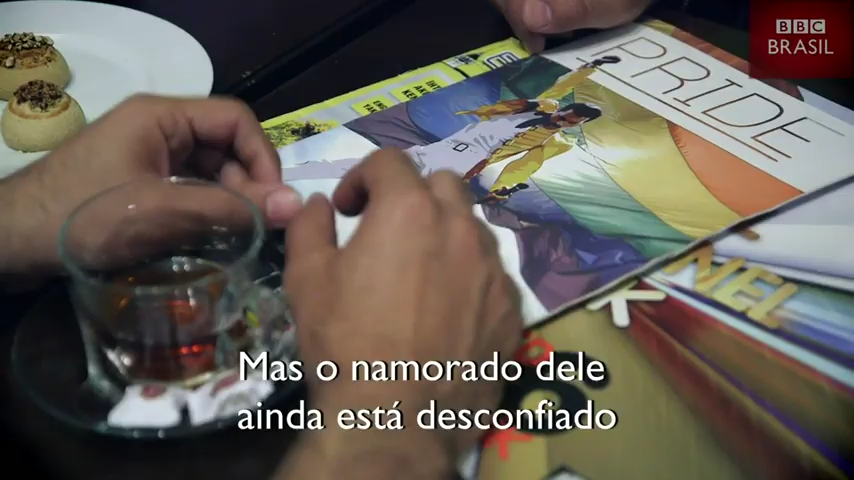 BBC
BRASIL
PRIDE
NEL
K
Mas o namorado dele
ainda está desconfiado